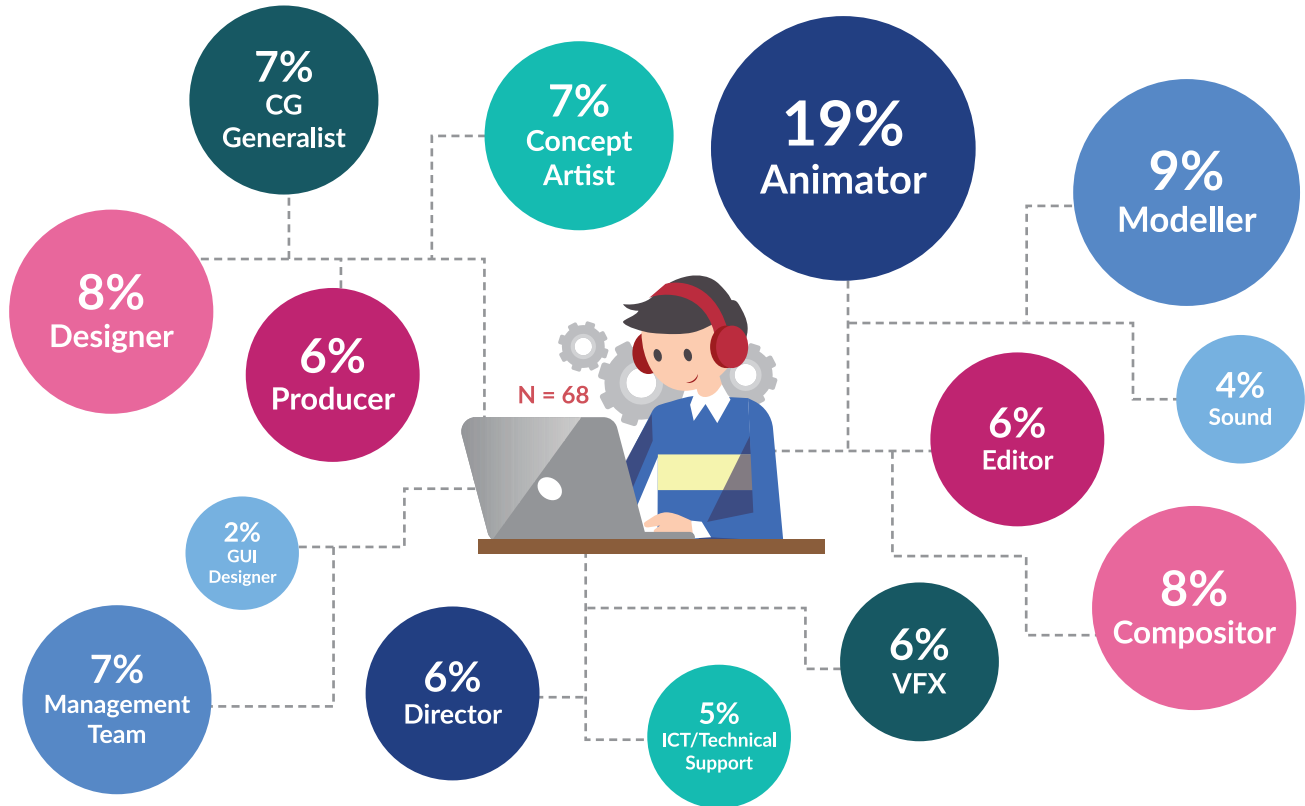 7%
CG
Generalist
7%
Concept
Artist
19%
Animator
9%
Modeller
8%
Designer
6%
Producer
N = 68
6%
Editor
4%
Sound
2%
GUI
Designer
8%
Compositor
7%
Management
Team
6%
Director
5%
ICT/Technical
Support
6%
VFX